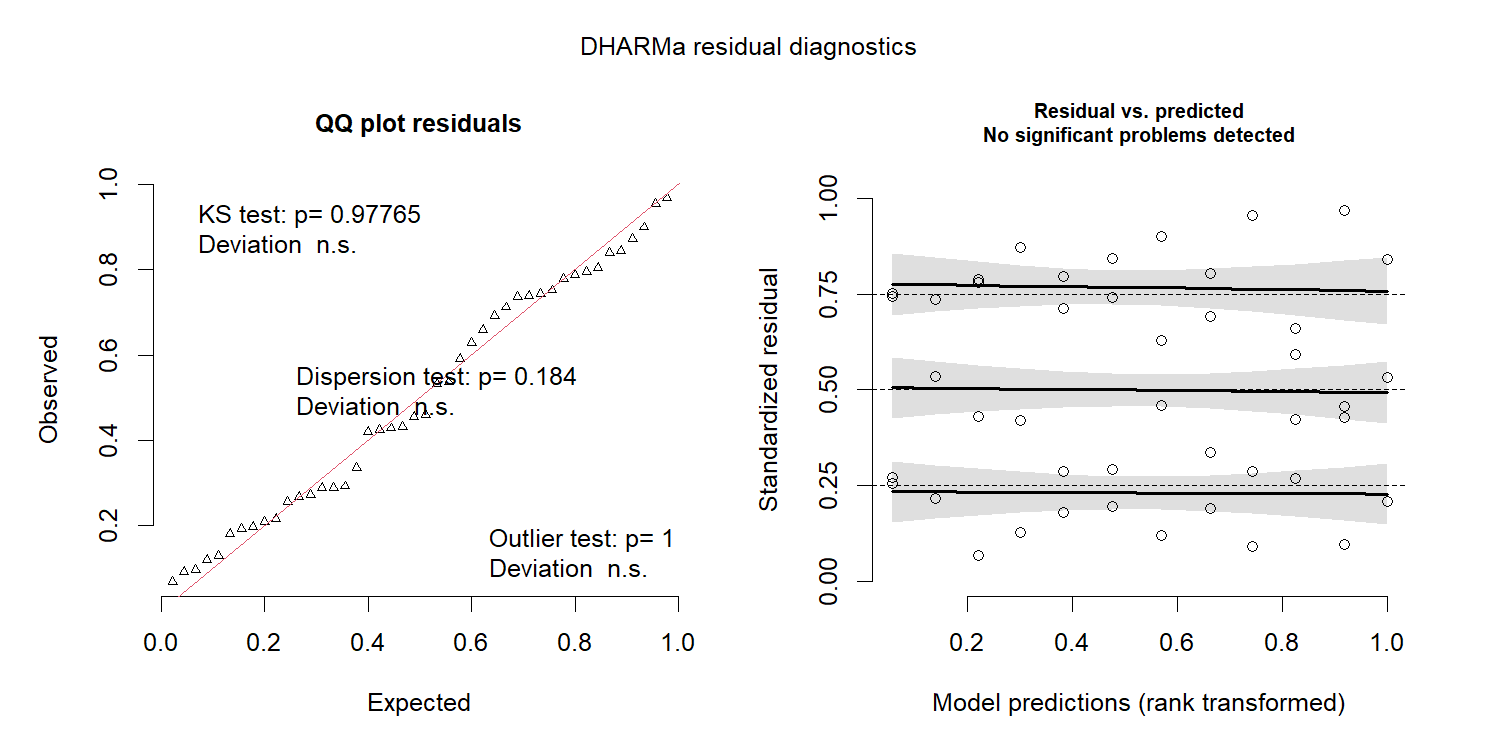 DHARMa residual diagnostics
QQ plot residuals
KS test: p= 0.97765
Deviation n.s.
Dispersion test: p= 0.184
Deviation n.s.
Outlier test: p= 1
Deviation n.s.
Observed
0.2
0.4
0.6
0.8
1.0
0.0
0.2
0.4
0.6
0.8
1.0
Expected
Residual vs. predicted
No significant problems detected
Standardized residual
0.00
0.25
0.50
0.75
1.00
0.2
0.4
0.6
0.8
1.0
Model predictions (rank transformed)